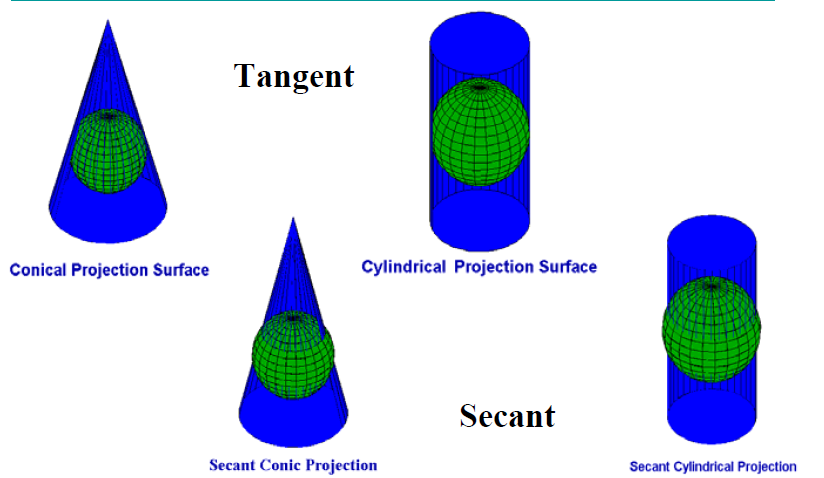 Tangent
Conical Projection Surface
Cylindrical Projection Surface
Secant
Secant Conic Projection
Secant Cylindrical Projection